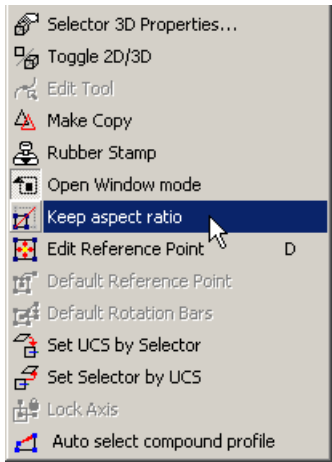 Selector 3D Properties...
Toggle 2D/3D
Edit Tool
Make Copy
Rubber Stamp
Open Window mode
Keep aspect ratio
Edit Reference Point D
Default Reference Point
Default Rotation Bars
Set UCS by Selector
Set Selector by UCS
Lock Axis
Auto select compound profile